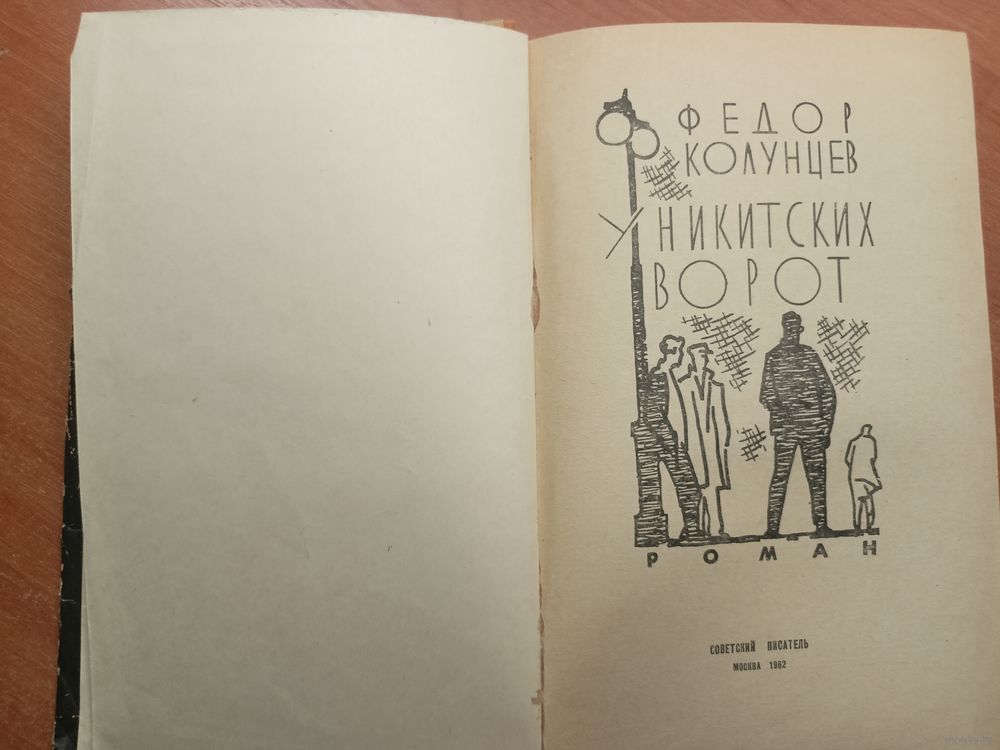 ФЕДОР
КОЛУНЦЕВ
У НИКИТСКИХ
ВОРОТ
РОМАН
СОВЕТСКИЙ ПИСАТЕЛЬ
МОСКВА 1962